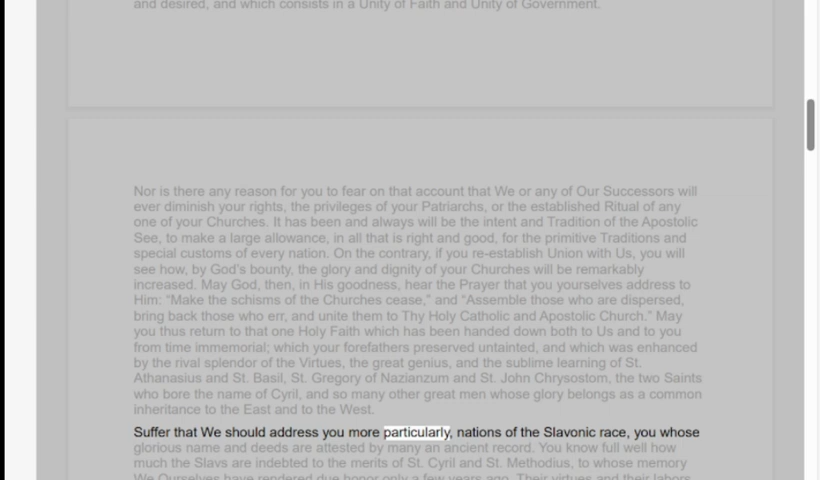 and desired, and which consists in a Unity of Faith and Unity of Government.
Nor is there any reason for you to fear on that account that We or any of Our Successors will
ever diminish your rights, the privileges of your Patriarchs, or the established Ritual of any
one of your Churches. It has been and always will be the intent and Tradition of the Apostolic
See, to make a large allowance, in all that is right and good, for the primitive Traditions and
special customs of every nation. On the contrary, if you re-establish Union with Us, you will
see how, by God's bounty, the glory and dignity of your Churches will be remarkably
increased. May God, then, in His goodness, hear the Prayer that you yourselves address to
Him: “Make the schisms of the Churches cease,” and “Assemble those who are dispersed,
bring back those who err, and unite them to Thy Holy Catholic and Apostolic Church.” May
you thus return to that one Holy Faith which has been handed down both to Us and to you
from time immemorial; which your forefathers preserved untainted, and which was enhanced
by the rival splendor of the Virtues, the great genius, and the sublime learning of St.
Athanasius and St. Basil, St. Gregory of Nazianzum and St. John Chrysostom, the two Saints
who bore the name of Cyril, and so many other great men whose glory belongs as a common
inheritance to the East and to the West.
Suffer that We should address you more particularly, nations of the Slavonic race, you whose
glorious name and deeds are attested by many an ancient record. You know full well how
much the Slavs are indebted to the merits of St. Cyril and St. Methodius, to whose memory
We Ourselves have rendered due honor only a few years ago. Their virtues and their labors